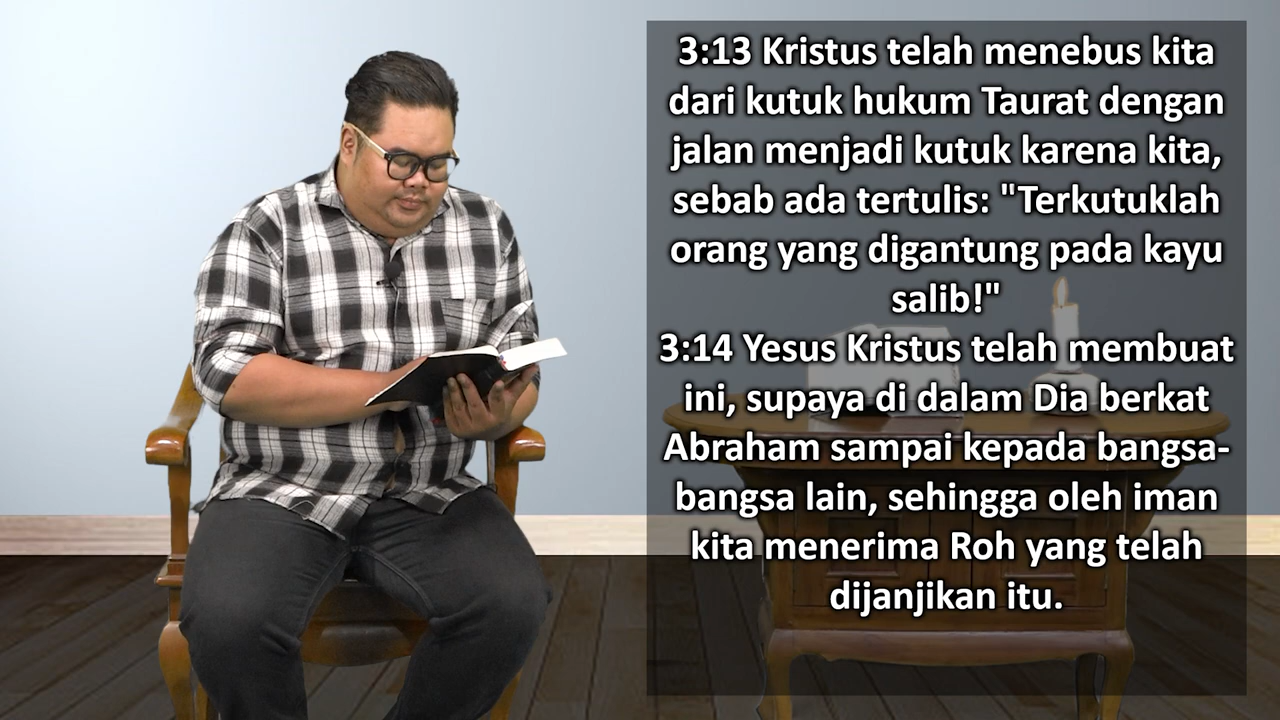 3:13 Kristus telah menebus kita
dari kutuk hukum Taurat dengan
jalan menjadi kutuk karena kita,
sebab ada tertulis: "Terkutuklah
orang yang digantung pada kayu
salib!"
3:14 Yesus Kristus telah membuat
ini, supaya di dalam Dia berkat
Abraham sampai kepada bangsa-
bangsa lain, sehingga oleh iman
kita menerima Roh yang telah
dijanjikan itu.